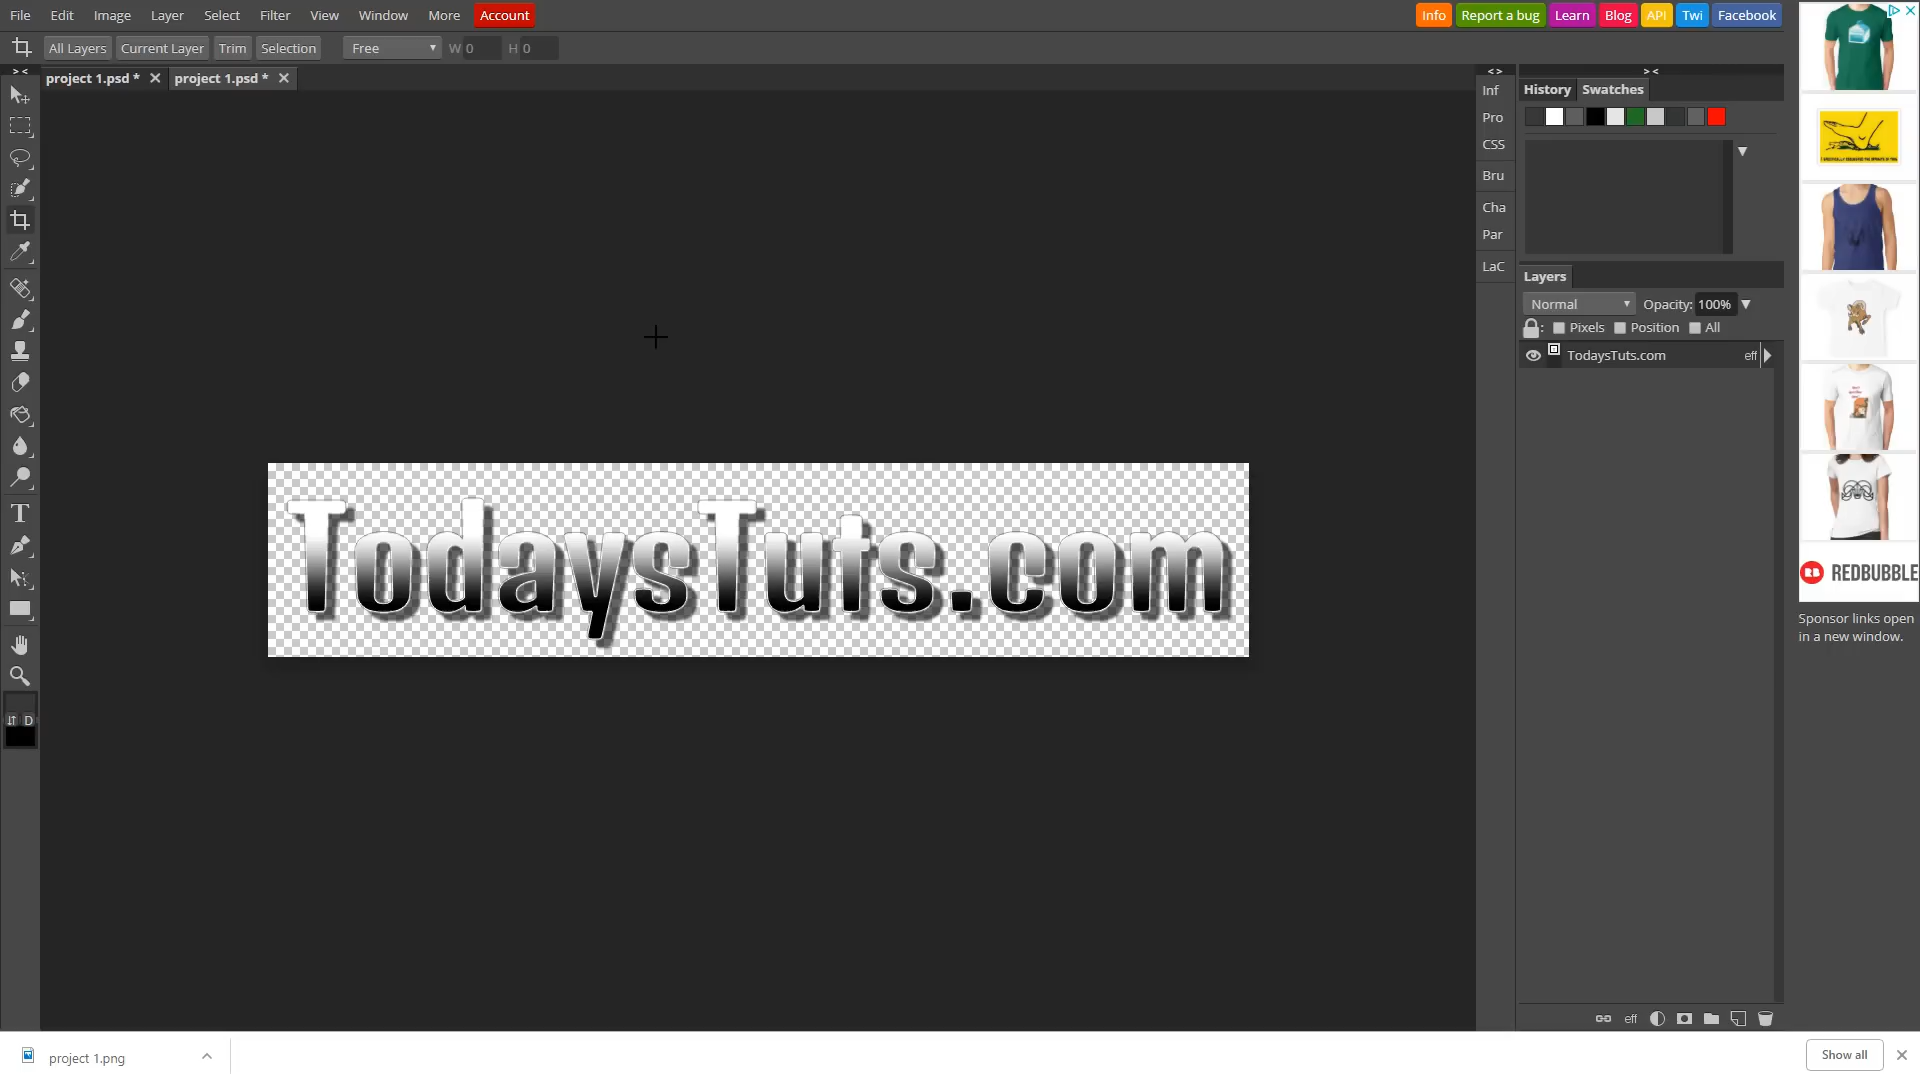 File Edit Image Layer Select Filter View Window More Account Info Report a bug Learn Blog API Twi Facebook
All Layers Current Layer Trim Selection Free W 0 H 0
project 1.psd * project 1.psd *
Inf
Pro
CSS
Bru
Cha
Par
LaC
History Swatches
Layers
Normal Opacity: 100%
Pixels Position All
TodaysTuts.com eff
TodaysTuts.com
T
D
eff
REDBUBBLE
Sponsor links open
in a new window.
project 1.png
Show all